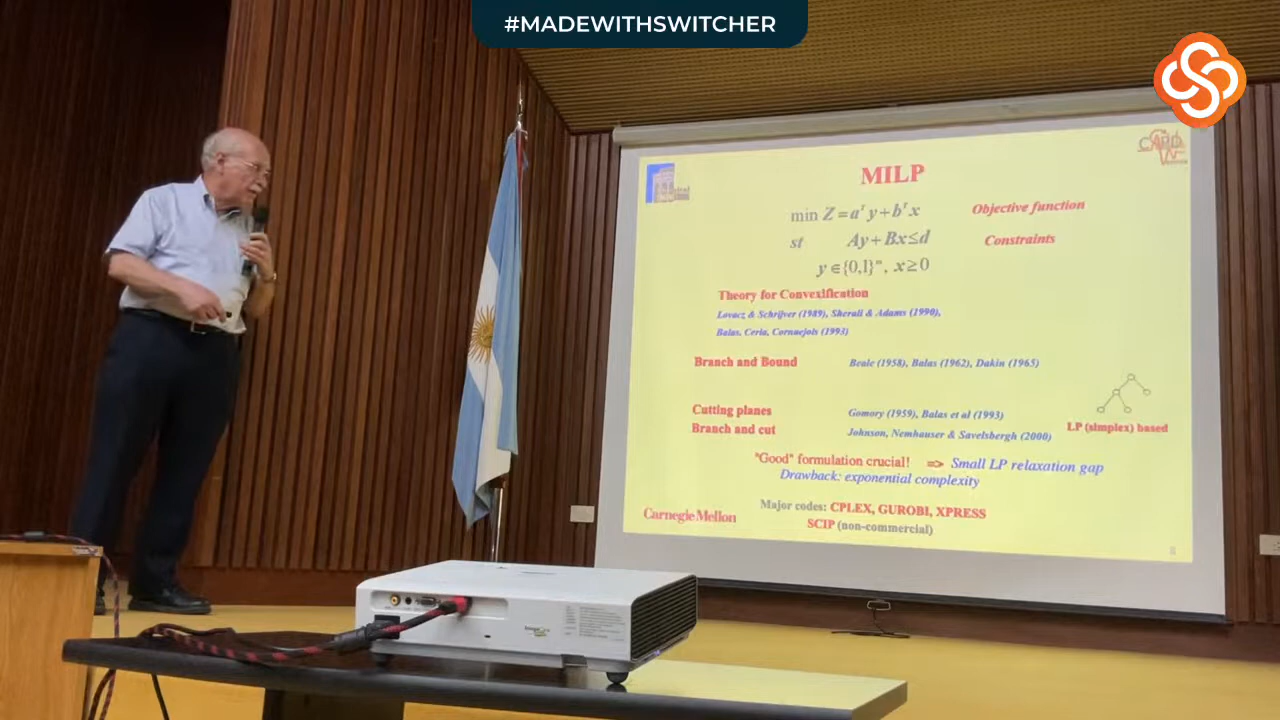 #MADEWITHSWITCHER
CAPD
MILP
min Z = aᵀy + bᵀx
Objective function
st Ay + Bx ≤ d
Constraints
y ∈ {0,1}ᵐ, x ≥ 0
Theory for Convexification
Lovacz & Schrijver (1989), Sherali & Adams (1990),
Balas, Ceria, Cornuejols (1993)
Branch and Bound Beale (1958), Balas (1962), Dakin (1965)
Cutting planes Gomory (1959), Balas et al (1993)
Branch and cut Johnson, Nemhauser & Savelsbergh (2000)
LP (simplex) based
"Good" formulation crucial! => Small LP relaxation gap
Drawback: exponential complexity
Major codes: CPLEX, GUROBI, XPRESS
SCIP (non-commercial)
Carnegie Mellon